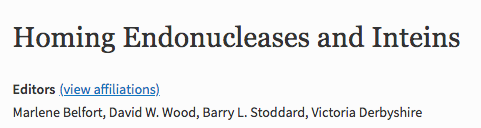 Homing Endonucleases and Inteins
Editors (view affiliations)
Marlene Belfort, David W. Wood, Barry L. Stoddard, Victoria Derbyshire